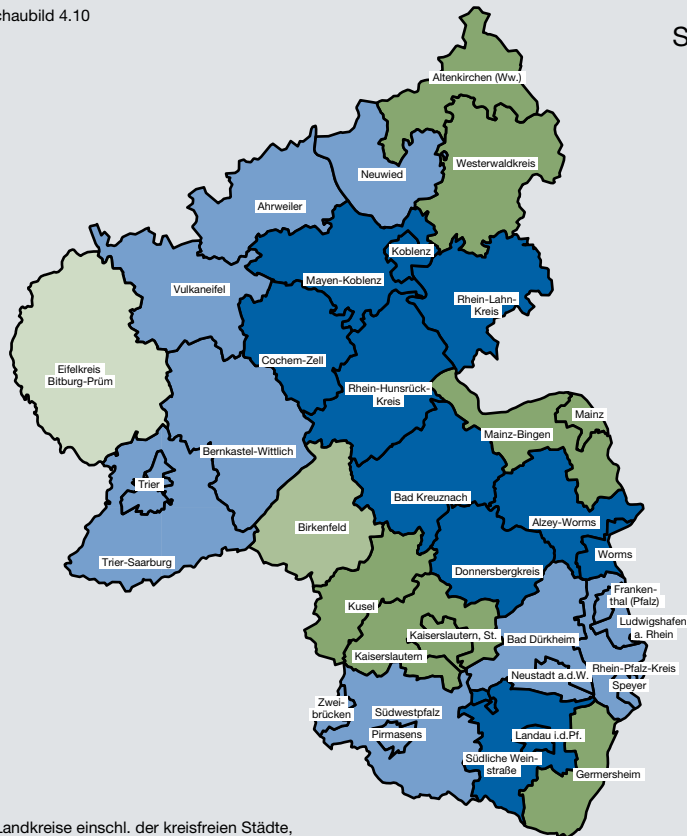 chaubild 4.10
S
Altenkirchen (Ww.)
Westerwaldkreis
Neuwied
Ahrweiler
Koblenz
Mayen-Koblenz
Vulkaneifel
Rhein-Lahn-
Kreis
Cochem-Zell
Eifelkreis
Bitburg-Prüm
Rhein-Hunsrück-
Kreis
Mainz
Mainz-Bingen
Bernkastel-Wittlich
Trier
Bad Kreuznach
Birkenfeld
Alzey-Worms
Worms
Trier-Saarburg
Donnersbergkreis
Franken-
thal (Pfalz)
Kusel
Ludwigshafen
a. Rhein
Kaiserslautern, St.
Bad Dürkheim
Kaiserslautern
Rhein-Pfalz-Kreis
Neustadt a.d.W.
Speyer
Zwei-
brücken
Südwestpfalz
Pirmasens
Landau i.d.Pf.
Südliche Wein-
straße
Germersheim
Landkreise einschl. der kreisfreien Städte,